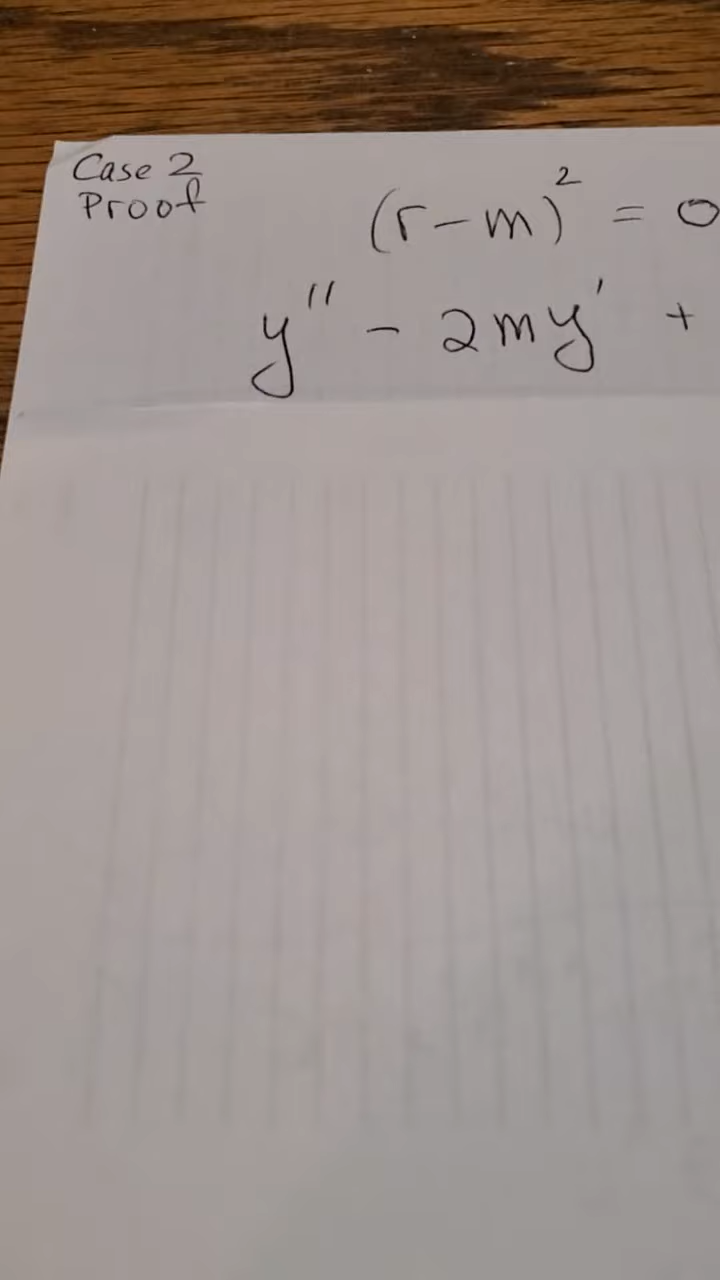 Case 2
Proof
(r-m)² = 0
y'' - 2my' +